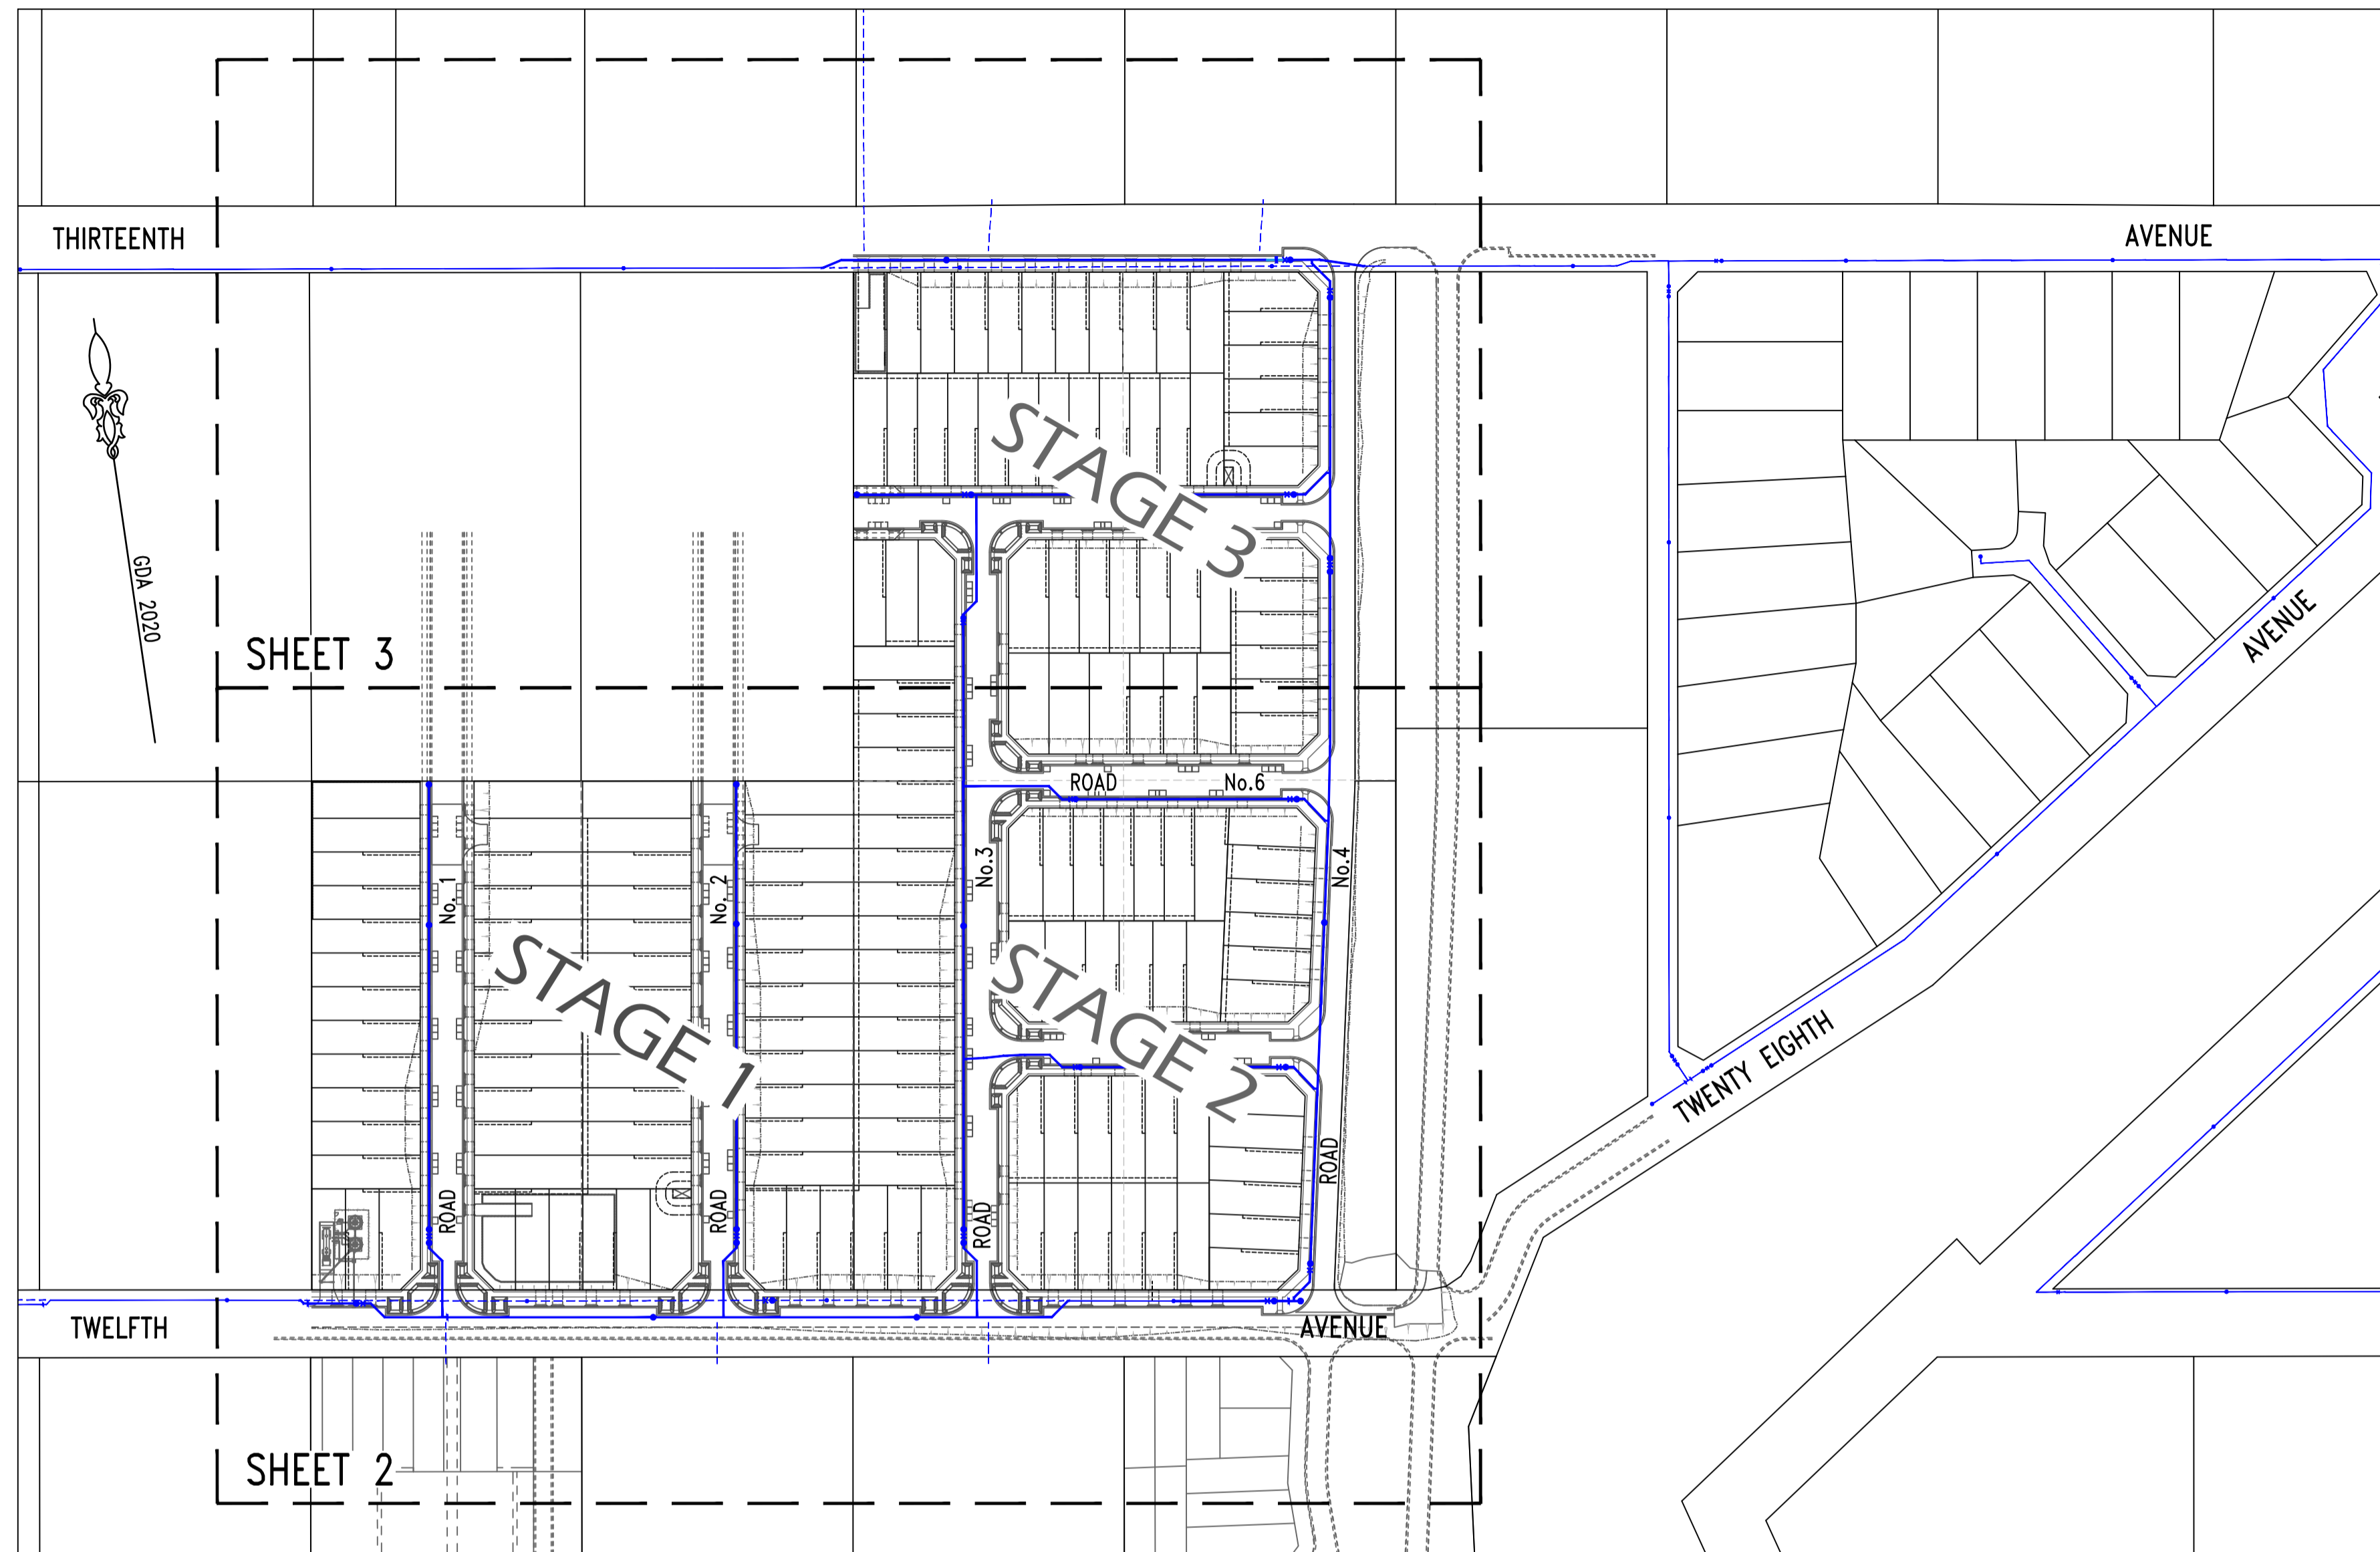 THIRTEENTH
AVENUE
GDA 2020
SHEET 3
STAGE 3
AVENUE
ROAD No.6
No. 1
No. 2
No.3
No.4
STAGE 1
STAGE 2
TWENTY EIGHTH
ROAD
ROAD
ROAD
ROAD
TWELFTH
AVENUE
SHEET 2